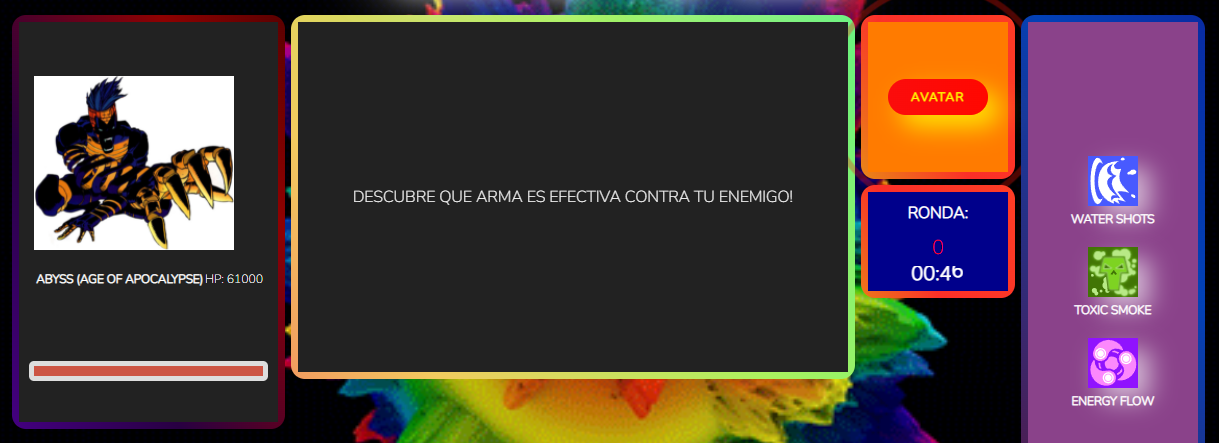 ABYSS (AGE OF APOCALYPSE) HP: 61000
DESCUBRE QUE ARMA ES EFECTIVA CONTRA TU ENEMIGO!
AVATAR
RONDA:
0
00:46
WATER SHOTS
TOXIC SMOKE
ENERGY FLOW